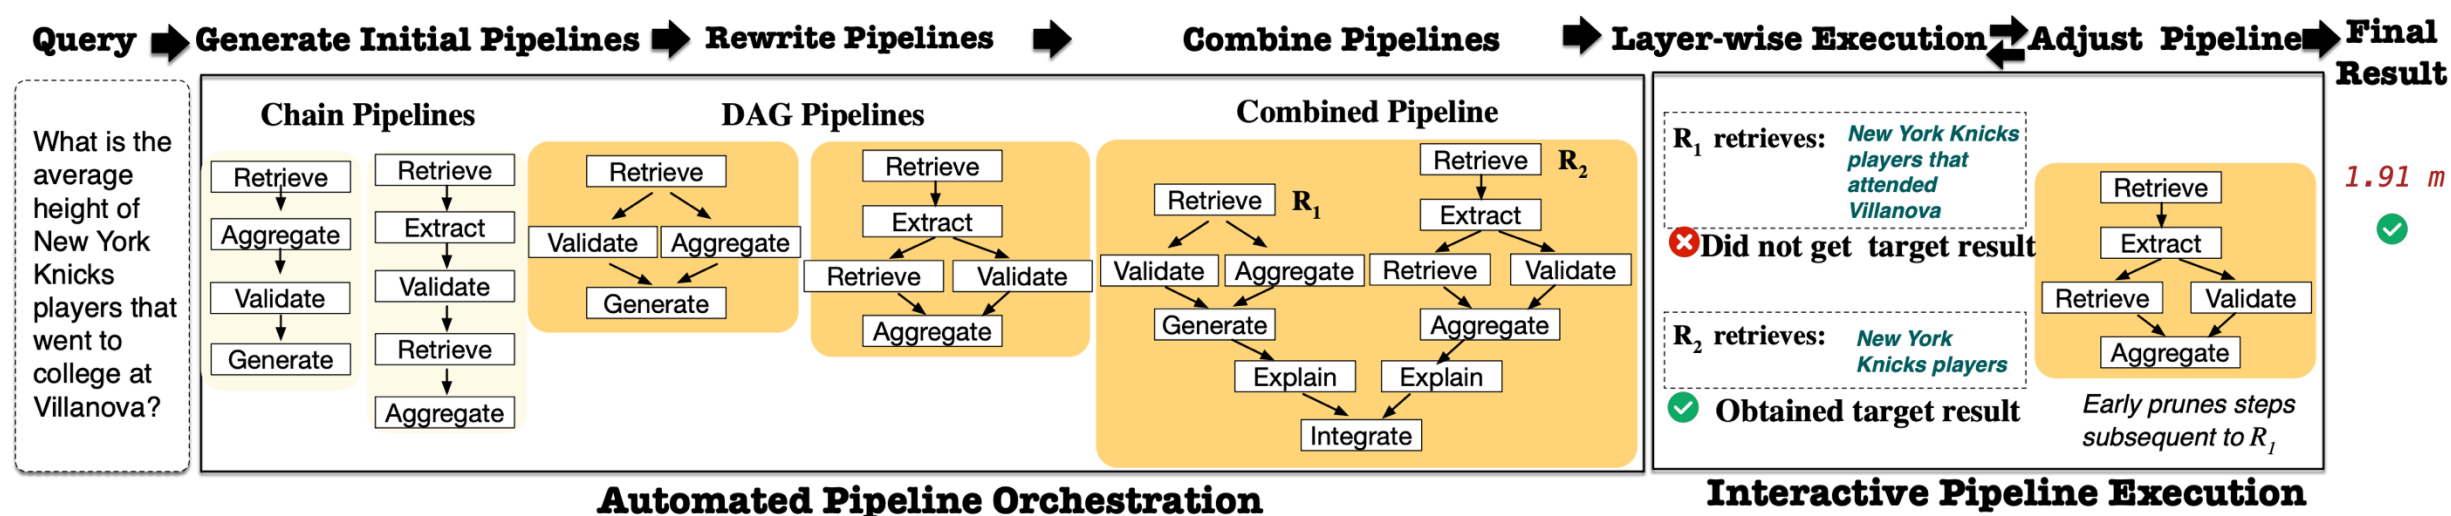 Query
Generate Initial Pipelines
Rewrite Pipelines
Combine Pipelines
Layer-wise Execution
Adjust Pipeline
Final
Result
What is the
average
height of
New York
Knicks
players that
went to
college at
Villanova?
Chain Pipelines
Retrieve
Aggregate
Validate
Generate
Retrieve
Extract
Validate
Retrieve
Aggregate
DAG Pipelines
Retrieve
Validate
Aggregate
Generate
Retrieve
Extract
Retrieve
Validate
Aggregate
Combined Pipeline
Retrieve
R1
Validate
Aggregate
Generate
Explain
Retrieve
R2
Extract
Retrieve
Validate
Aggregate
Explain
Integrate
R1 retrieves:
New York Knicks
players that
attended
Villanova
Did not get target result
R2 retrieves:
New York
Knicks players
Obtained target result
Retrieve
Extract
Retrieve
Validate
Aggregate
Early prunes steps
subsequent to R1
1.91 m
Automated Pipeline Orchestration
Interactive Pipeline Execution